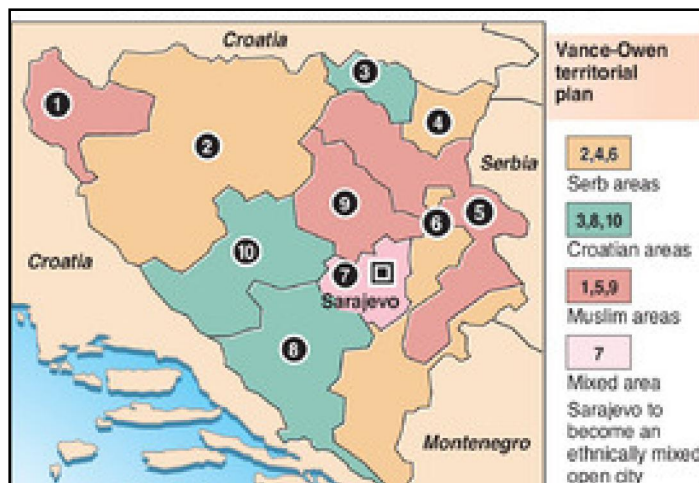 Croatia
1
2
3
4
Serbia
5
6
9
10
7
Sarajevo
Croatia
8
Montenegro
Vance-Owen
territorial
plan
2,4,6
Serb areas
3,8,10
Croatian areas
1,5,9
Muslim areas
7
Mixed area
Sarajevo to
become an
ethnically mixed
open city